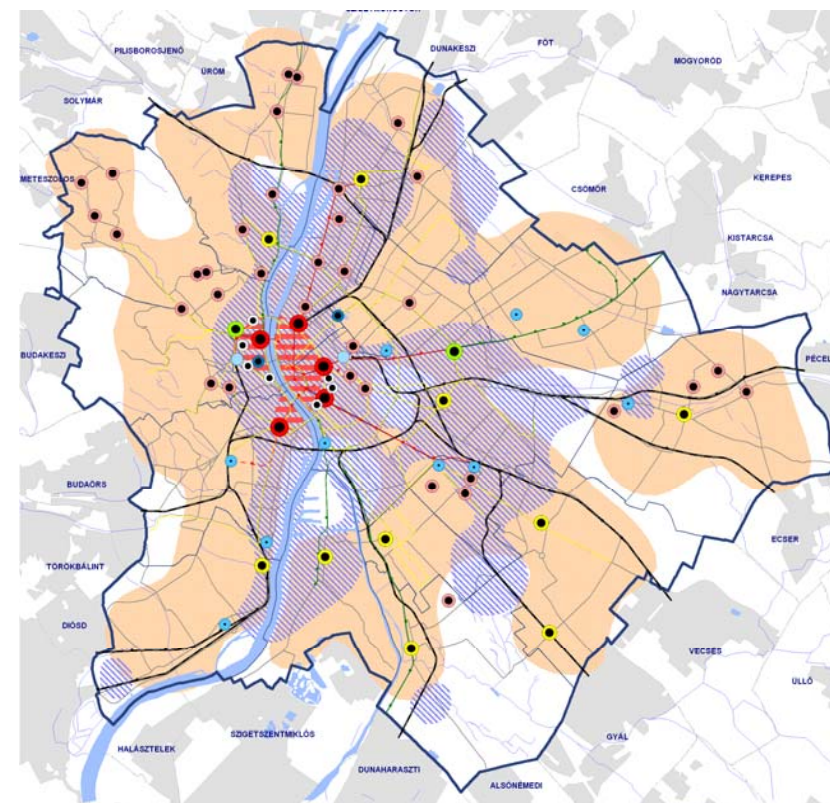 DUNAKESZI
FÓT
PILISBOROSJENŐ
MOGYORÓD
ÜRÖM
SOLYMÁR
KEREPES
CSÖMÖR
KISTARCSA
NAGYTARCSA
BUDAKESZI
PÉCEL
BUDAÖRS
ECSER
TÖRÖKBÁLINT
DIÓSD
VECSÉS
ÜLLŐ
SZIGETSZENTMIKLÓS
GYÁL
HALÁSZTELEK
DUNAHARASZTI
ALSÓNÉMEDI